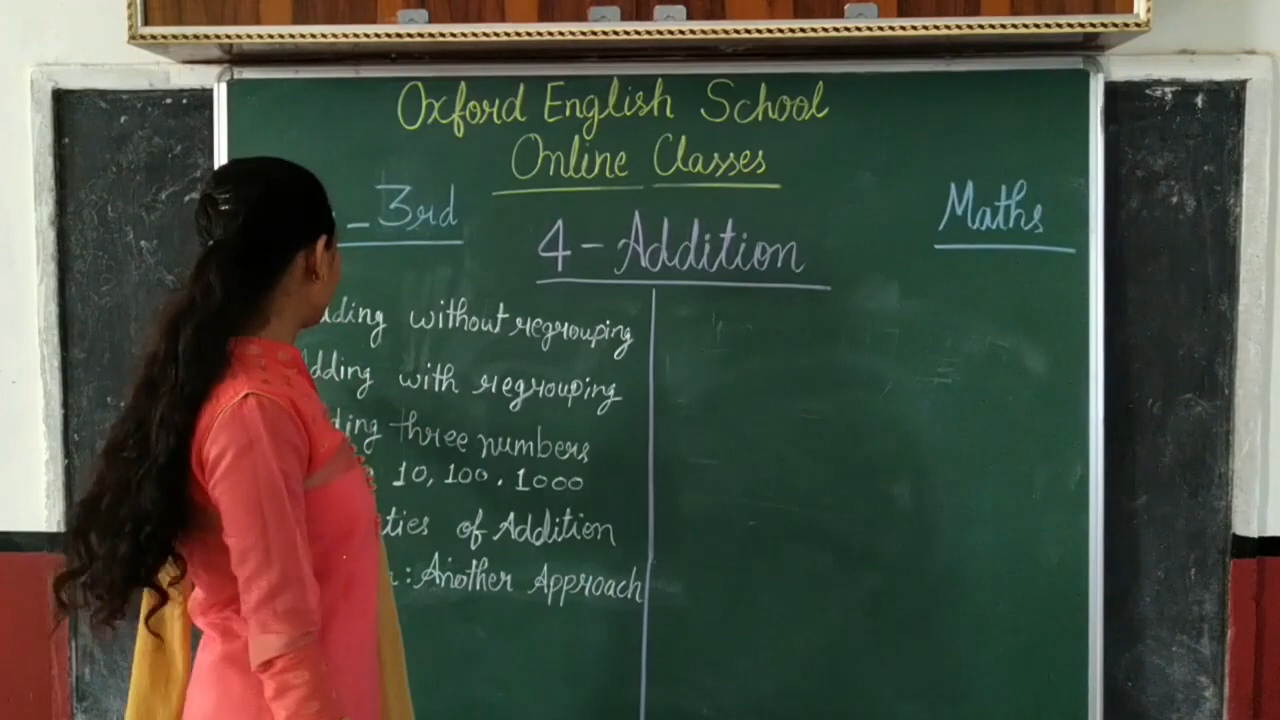 Oxford English School
Online Classes
- 3rd
Maths
4 - Addition
without regrouping
Adding with regrouping
three numbers
10, 100, 1000
of Addition
: Another Approach